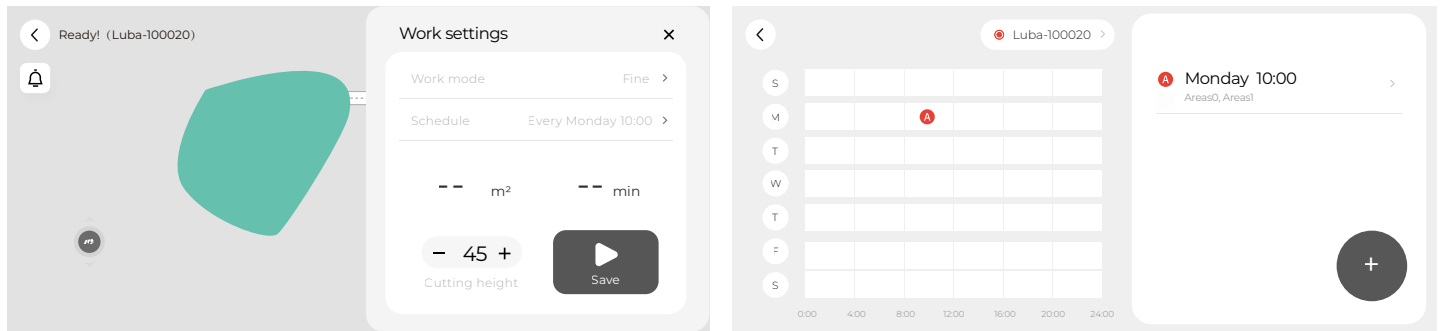 Ready! (Luba-100020)
Work settings
Work mode Fine
Schedule Every Monday 10:00
-- m² -- min
− 45 +
Cutting height
Save
Luba-100020
S
M
A
T
W
T
F
S
0:00 4:00 8:00 12:00 16:00 20:00 24:00
A Monday 10:00
Areas0, Areas1
+